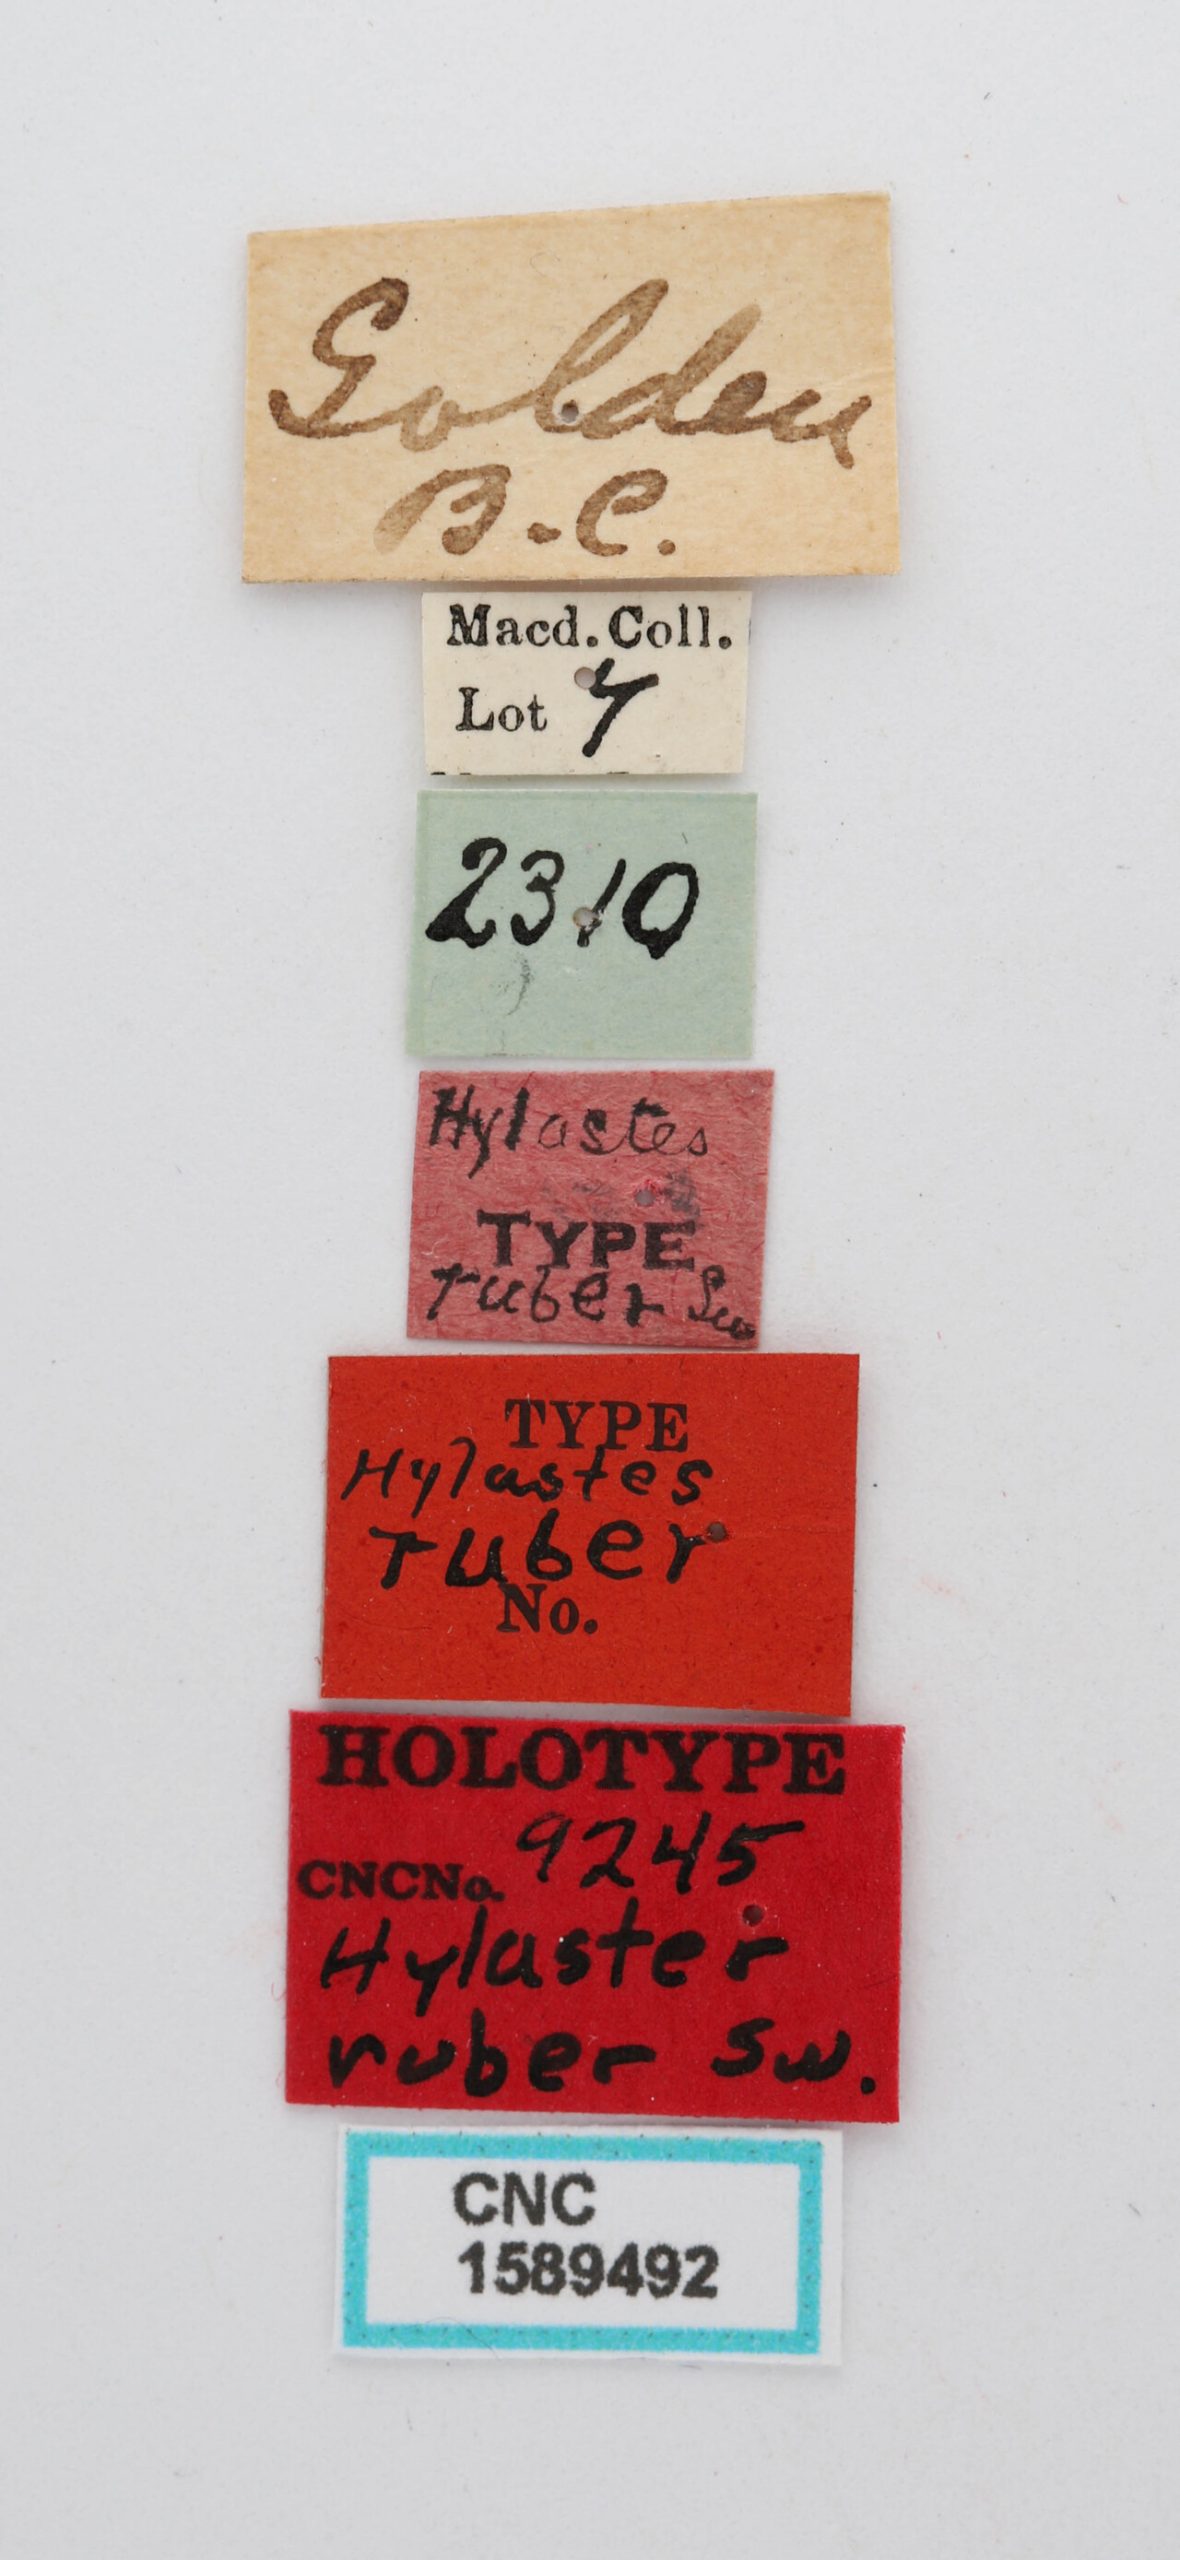 Golden
B.C.
Macd. Coll.
Lot 7
2310
Hylastes
TYPE
ruber Sw
TYPE
Hylastes
ruber
No.
HOLOTYPE
CNCNo. 9245
Hylaster
ruber Sw.
CNC
1589492